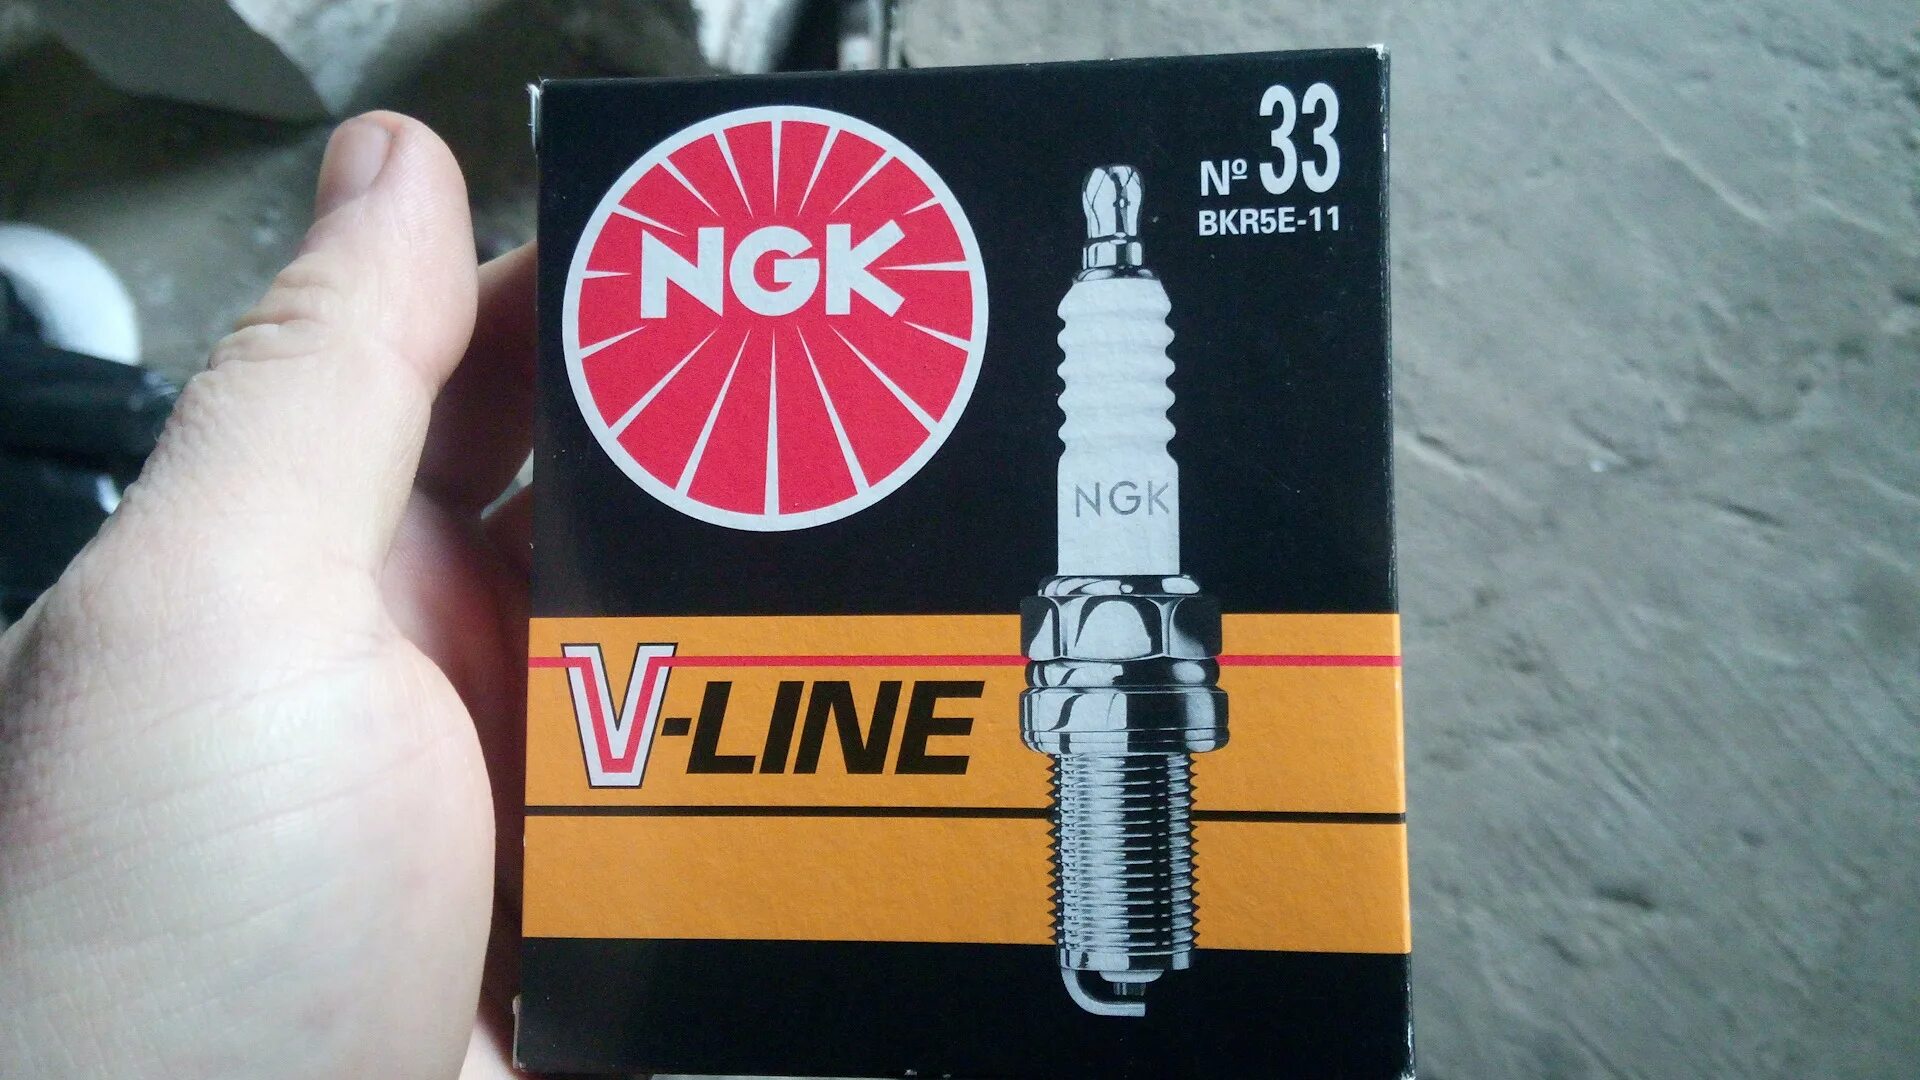 NGK
Nº 33
BKR5E-11
NGK
V-LINE